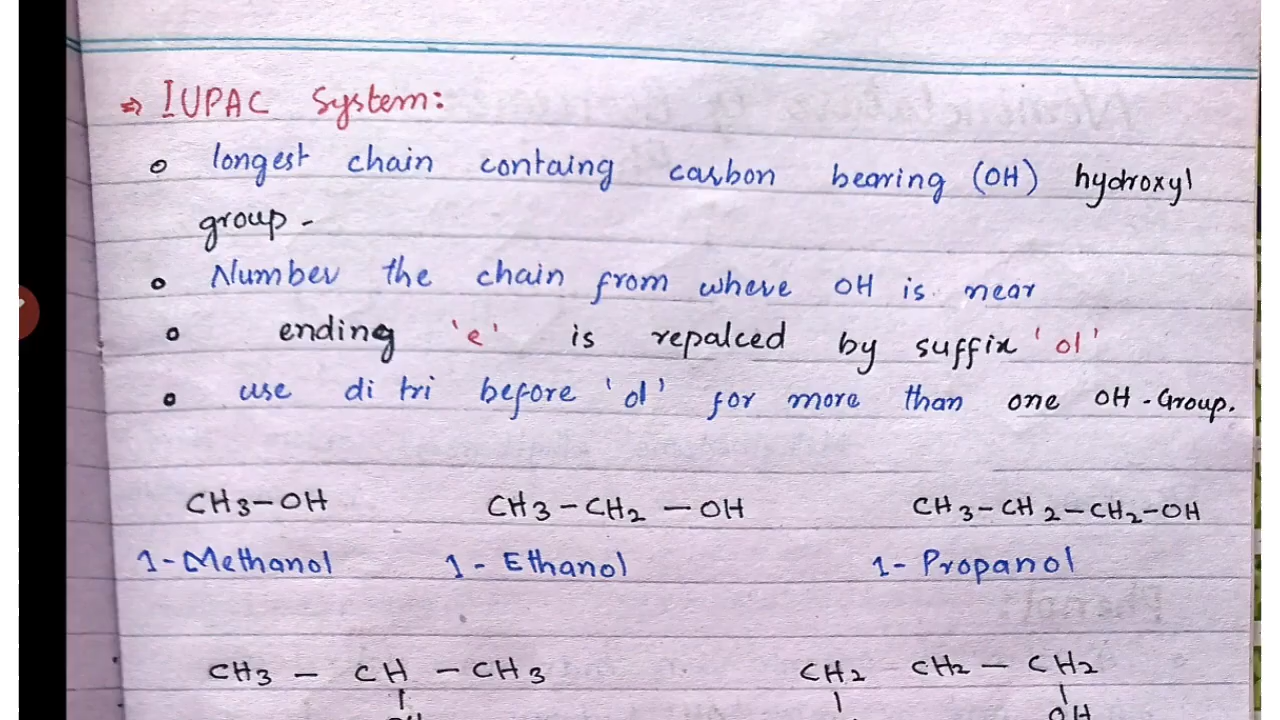 ⇒ IUPAC System:
o longest chain containg carbon bearing (OH) hydroxyl
group -
o Number the chain from where OH is near
o ending 'e' is repalced by suffix 'ol'
o use di tri before 'ol' for more than one OH - Group.
CH3-OH CH3-CH2-OH CH3-CH2-CH2-OH
1-Methanol 1- Ethanol 1- Propanol
CH3 - CH - CH3 CH2 CH2 - CH2
OH